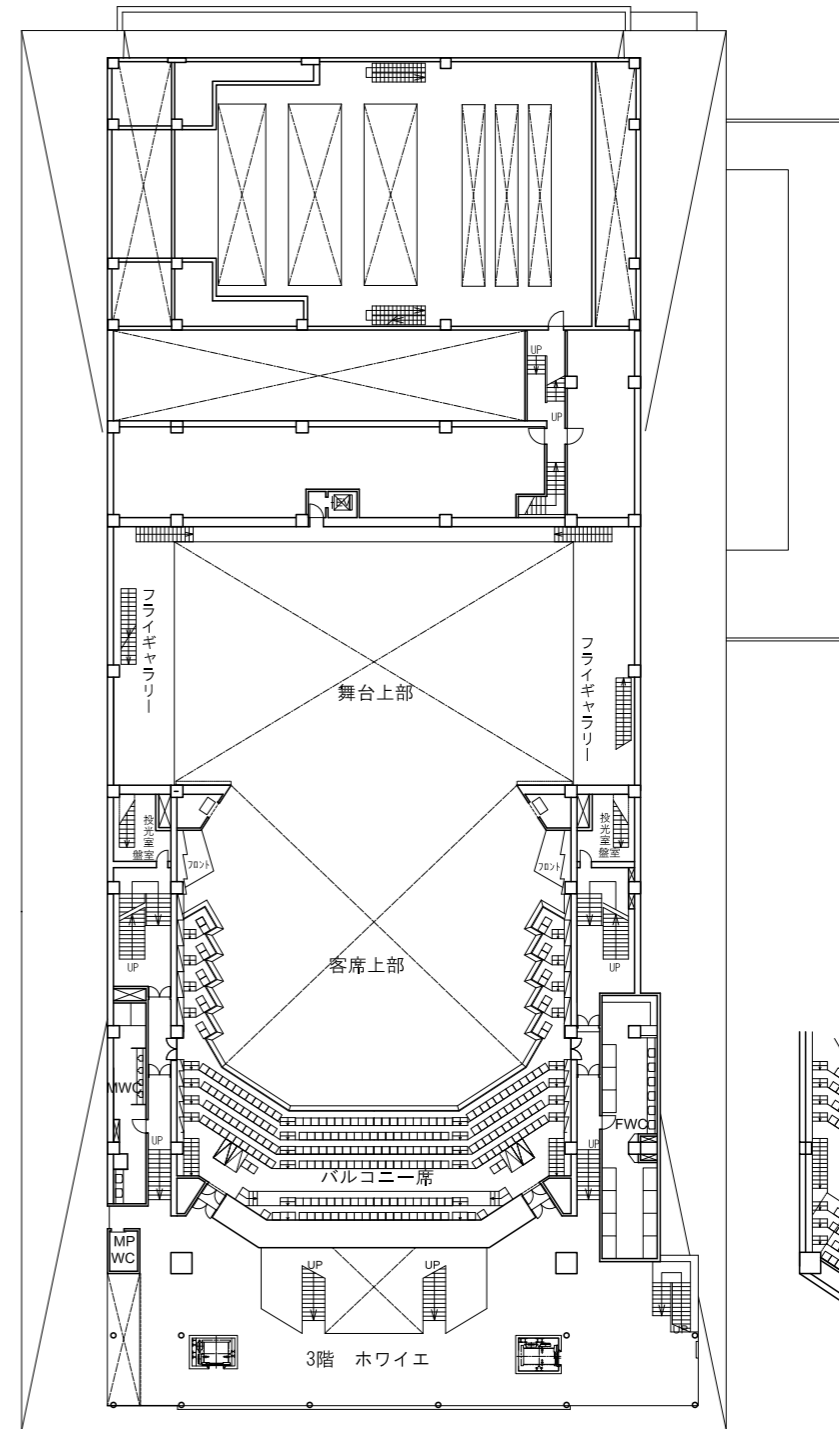 UP
UP
フライギャラリー
フライギャラリー
舞台上部
投光室
盤室
投光室
盤室
フロント
フロント
客席上部
UP
UP
MWC
FWC
UP
UP
バルコニー席
MP
WC
UP
UP
UP
3階 ホワイエ